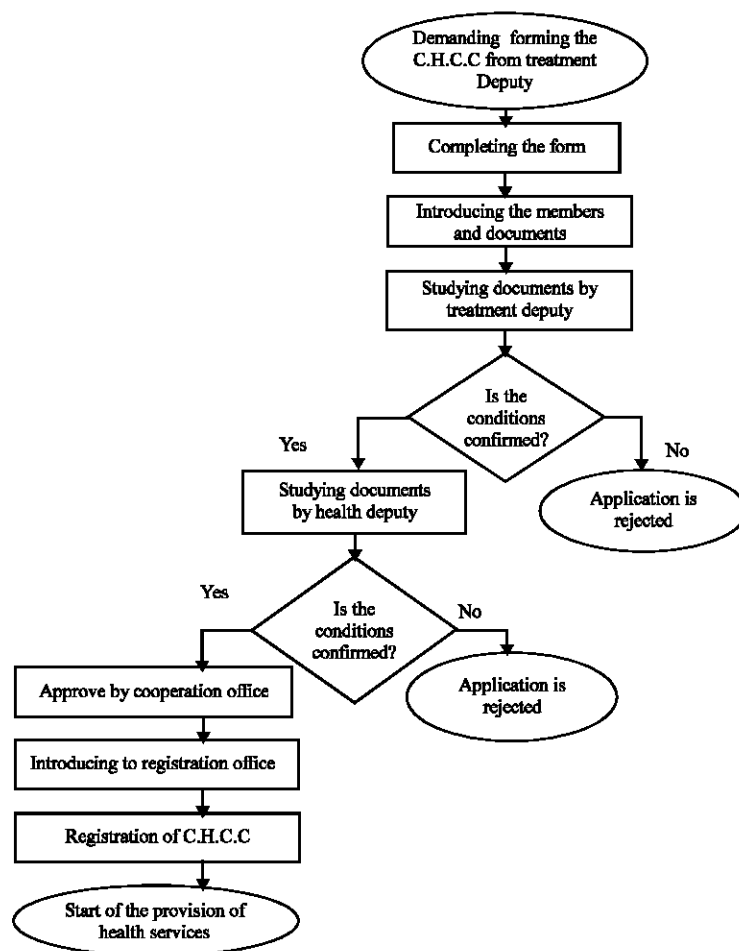 Demanding forming the
C.H.C.C from treatment
Deputy
Completing the form
Introducing the members
and documents
Studying documents by
treatment deputy
Is the
conditions
confirmed?
Yes
No
Studying documents
by health deputy
Application is
rejected
Yes
Is the
conditions
confirmed?
No
Approve by cooperation office
Application is
rejected
Introducing to registration office
Registration of C.H.C.C
Start of the provision of
health services